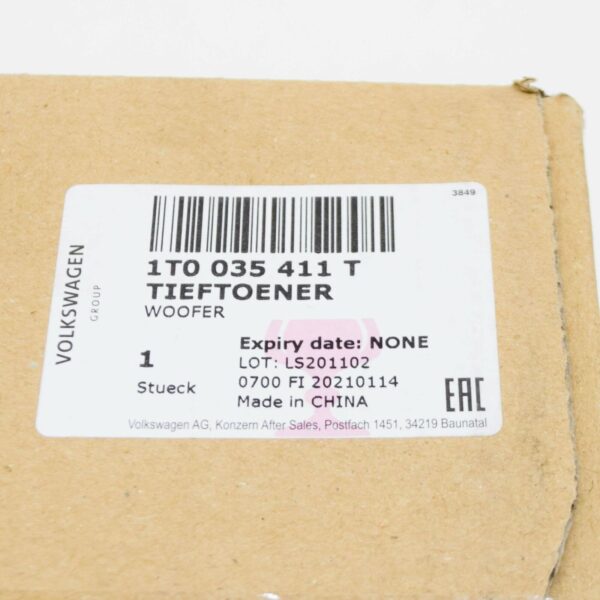 3849
VOLKSWAGEN
GROUP
1T0 035 411 T
TIEFTOENER
WOOFER
1
Stueck
Expiry date: NONE
LOT: LS201102
0700 FI 20210114
Made in CHINA
EAC
Volkswagen AG, Konzern After Sales, Postfach 1451, 34219 Baunatal